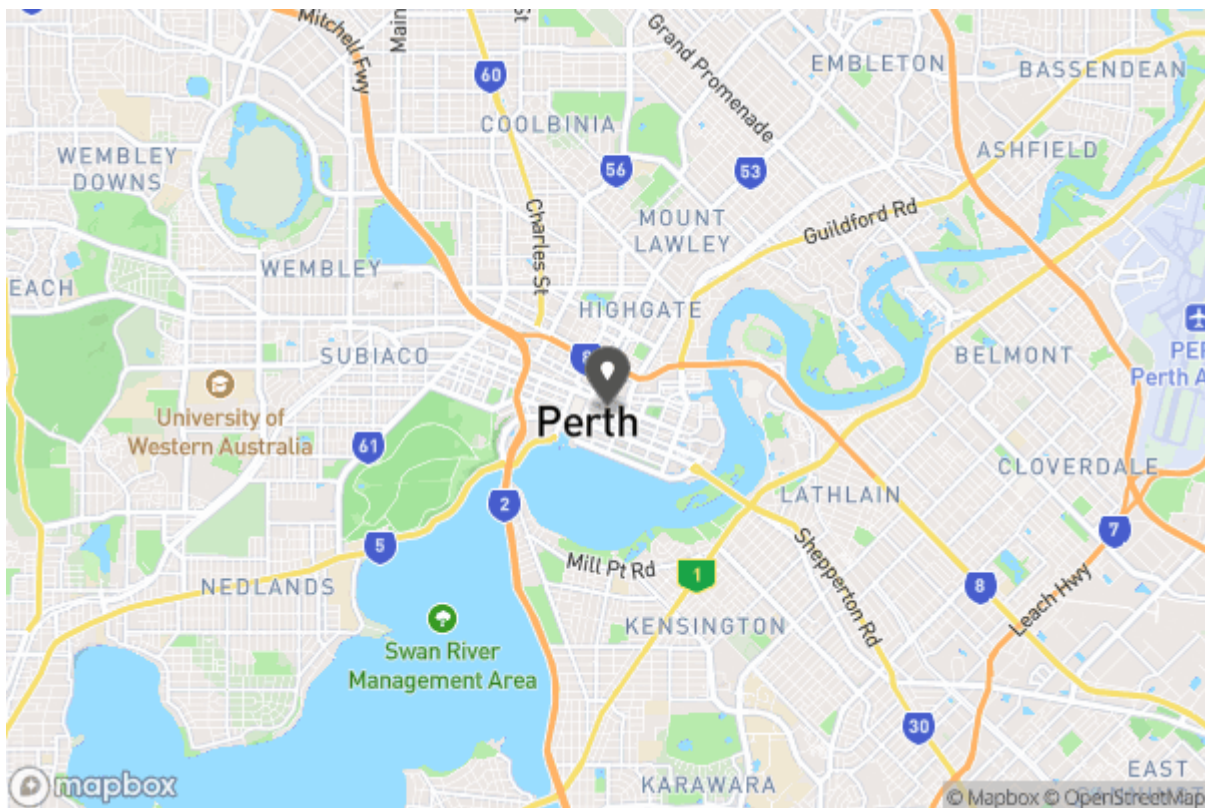 Mitchell Fwy
Main
St
60
Grand Promenade
EMBLETON
BASSENDEAN
COOLBINIA
WEMBLEY
DOWNS
56
53
ASHFIELD
Charles St
MOUNT
LAWLEY
Guildford Rd
WEMBLEY
EACH
HIGHGATE
SUBIACO
8
BELMONT
PER
Perth A
University of
Western Australia
Perth
61
CLOVERDALE
LATHLAIN
2
5
7
Mill Pt Rd
Shepperton Rd
1
8
NEDLANDS
Leach Hwy
KENSINGTON
Swan River
Management Area
30
KARAWARA
EAST
mapbox
© Mapbox © OpenStreetMap